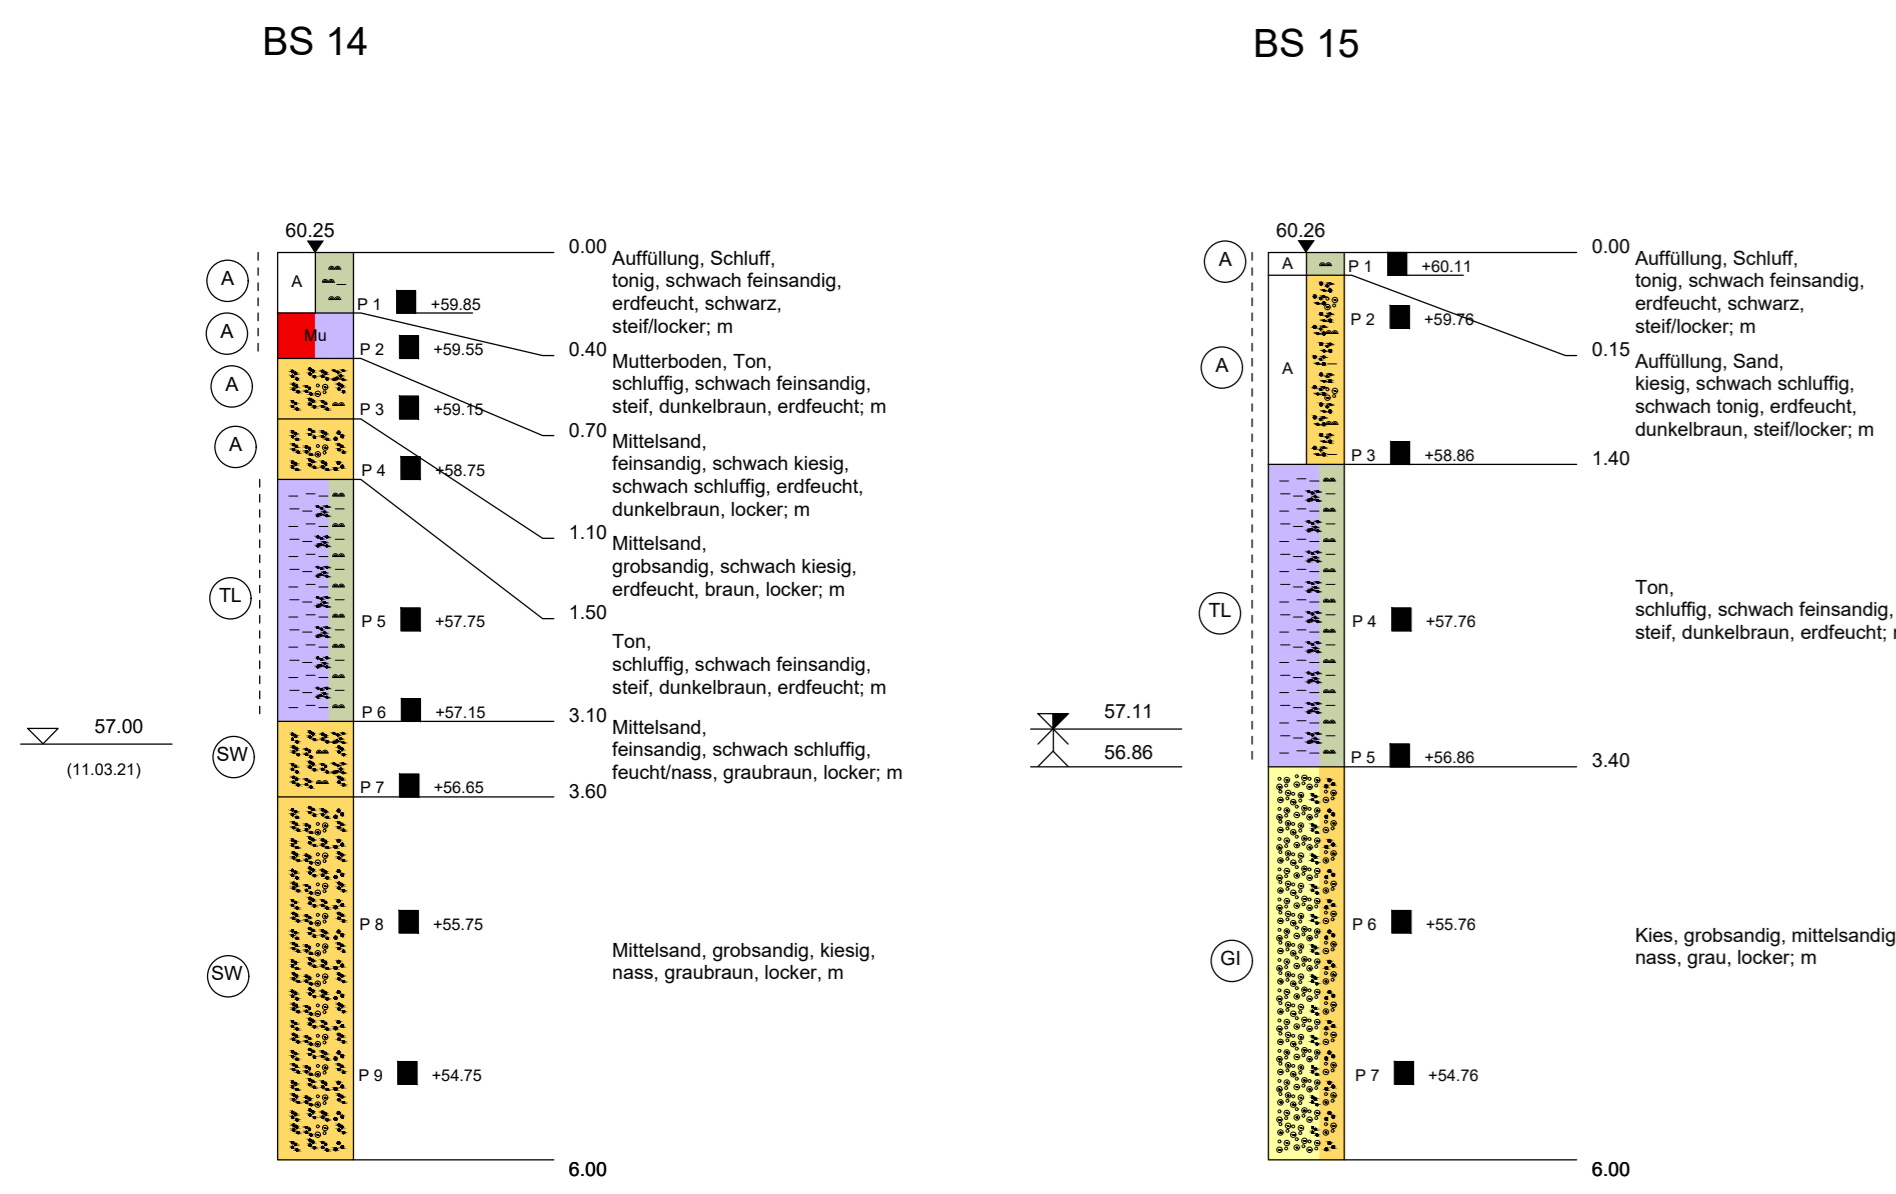 BS 14
60.25
0.00
Auffüllung, Schluff,
tonig, schwach feinsandig,
erdfeucht, schwarz,
steif/locker; m
A
A
P 1
+59.85
A
Mu
P 2
+59.55
0.40
Mutterboden, Ton,
schluffig, schwach feinsandig,
steif, dunkelbraun, erdfeucht; m
A
P 3
+59.15
0.70
Mittelsand,
feinsandig, schwach kiesig,
schwach schluffig, erdfeucht,
dunkelbraun, locker; m
A
P 4
+58.75
1.10
Mittelsand,
grobsandig, schwach kiesig,
erdfeucht, braun, locker; m
1.50
TL
P 5
+57.75
Ton,
schluffig, schwach feinsandig,
steif, dunkelbraun, erdfeucht; m
P 6
+57.15
3.10
57.00
(11.03.21)
SW
Mittelsand,
feinsandig, schwach schluffig,
feucht/nass, graubraun, locker; m
P 7
+56.65
3.60
P 8
+55.75
SW
Mittelsand, grobsandig, kiesig,
nass, graubraun, locker, m
P 9
+54.75
6.00
BS 15
60.26
0.00
Auffüllung, Schluff,
tonig, schwach feinsandig,
erdfeucht, schwarz,
steif/locker; m
A
A
P 1
+60.11
P 2
+59.76
0.15
Auffüllung, Sand,
kiesig, schwach schluffig,
schwach tonig, erdfeucht,
dunkelbraun, steif/locker; m
A
A
P 3
+58.86
1.40
TL
P 4
+57.76
Ton,
schluffig, schwach feinsandig,
steif, dunkelbraun, erdfeucht;
57.11
56.86
P 5
+56.86
3.40
P 6
+55.76
GI
Kies, grobsandig, mittelsandig
nass, grau, locker; m
P 7
+54.76
6.00